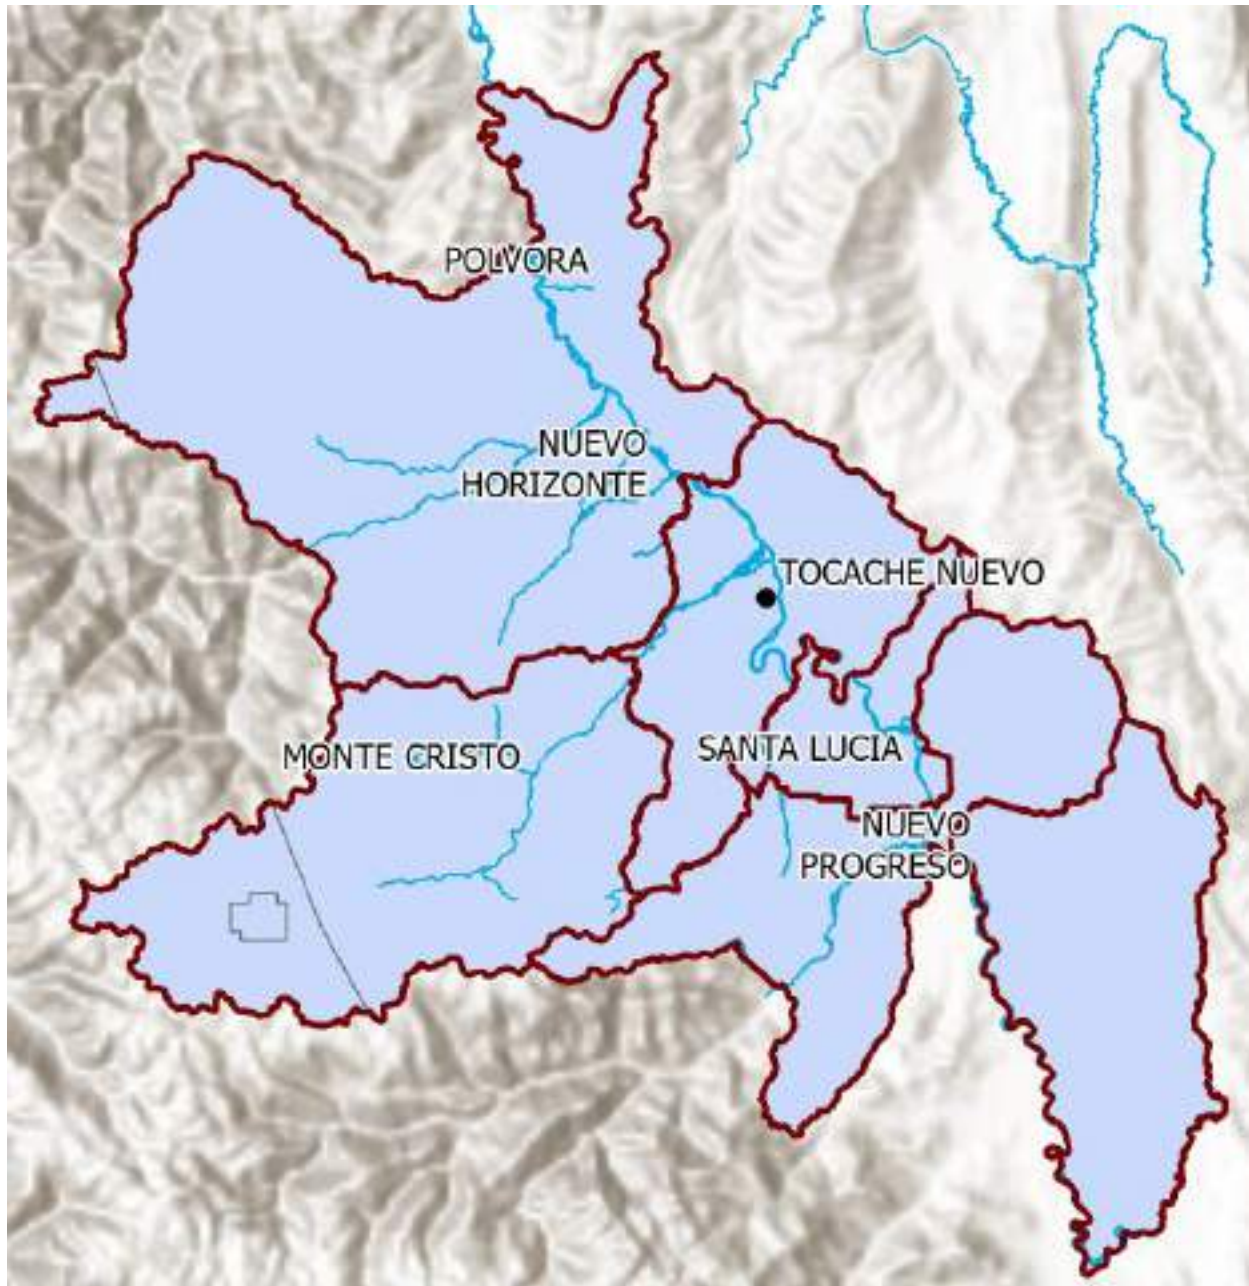 POLVORA
NUEVO
HORIZONTE
TOCACHE NUEVO
SANTA LUCIA
MONTE CRISTO
NUEVO
PROGRESO